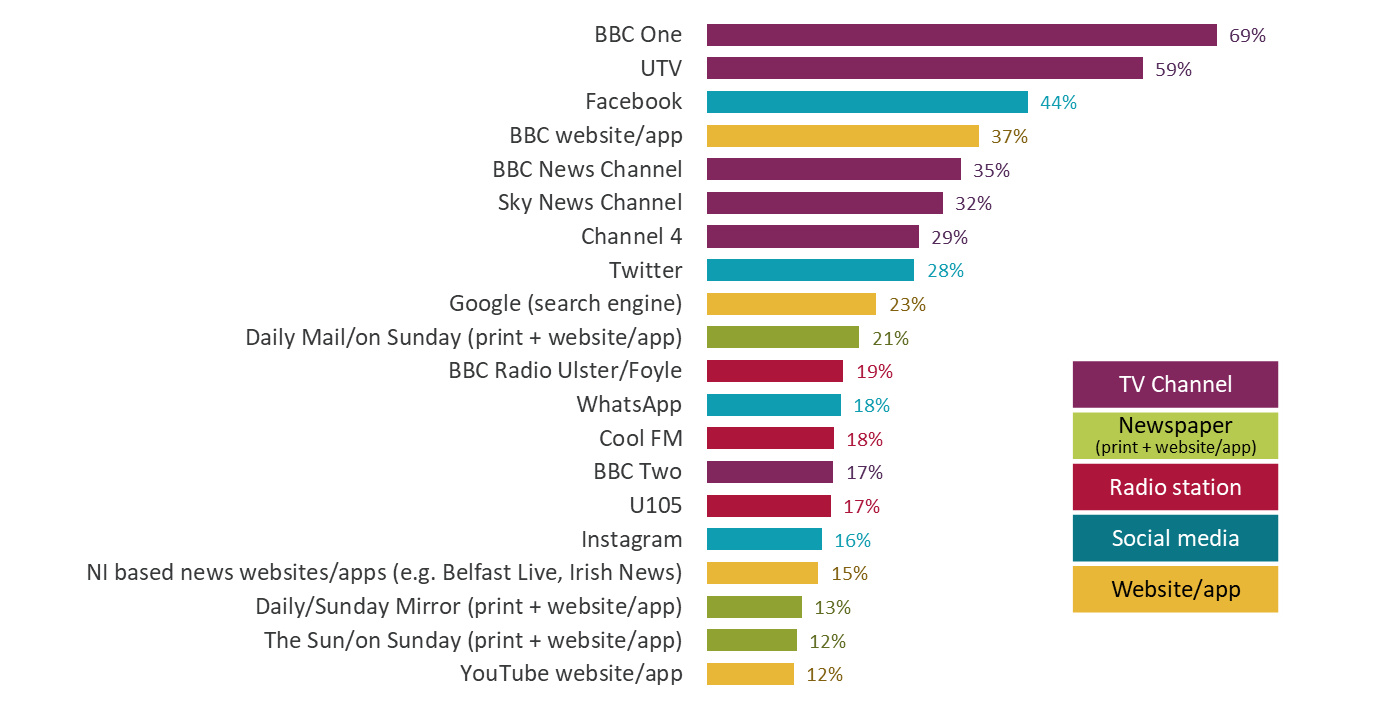 BBC One 69%
UTV 59%
Facebook 44%
BBC website/app 37%
BBC News Channel 35%
Sky News Channel 32%
Channel 4 29%
Twitter 28%
Google (search engine) 23%
Daily Mail/on Sunday (print + website/app) 21%
BBC Radio Ulster/Foyle 19%
WhatsApp 18%
Cool FM 18%
BBC Two 17%
U105 17%
Instagram 16%
NI based news websites/apps (e.g. Belfast Live, Irish News) 15%
Daily/Sunday Mirror (print + website/app) 13%
The Sun/on Sunday (print + website/app) 12%
YouTube website/app 12%
TV Channel
Newspaper
(print + website/app)
Radio station
Social media
Website/app